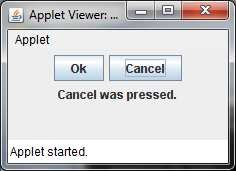 Applet Viewer: ...
Applet
Ok Cancel
Cancel was pressed.
Applet started.